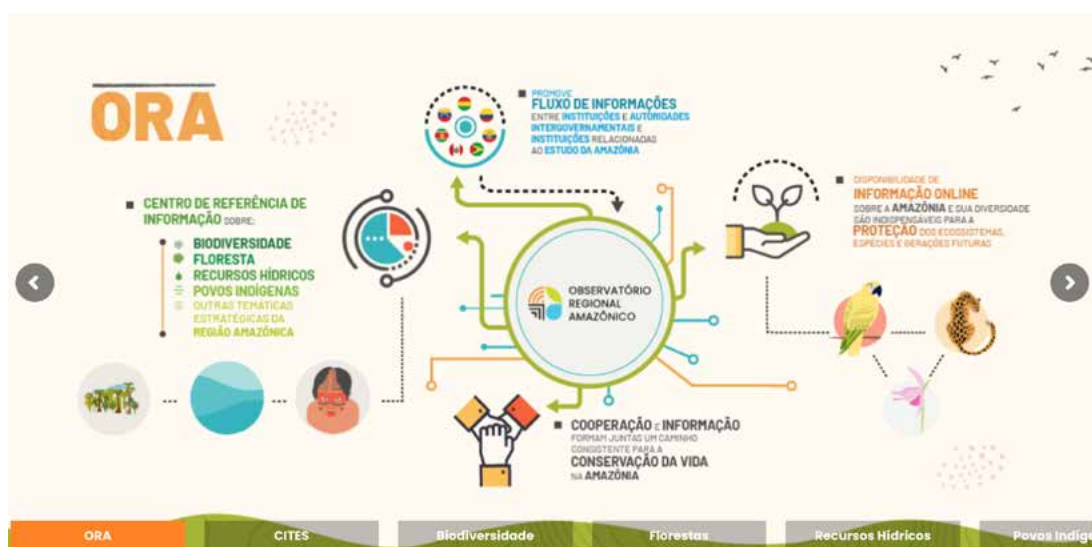 ORA
PROMOVE
FLUXO DE INFORMAÇÕES
ENTRE INSTITUIÇÕES E AUTORIDADES
INTERGOVERNAMENTAIS E
INSTITUIÇÕES RELACIONADAS
AO ESTUDO DA AMAZÔNIA
DISPONIBILIDADE DE
INFORMAÇÃO ONLINE
SOBRE A AMAZÔNIA E SUA DIVERSIDADE
SÃO INDISPENSÁVEIS PARA A
PROTEÇÃO DOS ECOSSISTEMAS,
ESPÉCIES E GERAÇÕES FUTURAS
CENTRO DE REFERÊNCIA DE
INFORMAÇÃO SOBRE:
BIODIVERSIDADE
FLORESTA
RECURSOS HÍDRICOS
POVOS INDÍGENAS
OUTRAS TEMÁTICAS
ESTRATÉGICAS DA
REGIÃO AMAZÔNICA
OBSERVATÓRIO
REGIONAL
AMAZÔNICO
COOPERAÇÃO E INFORMAÇÃO
FORMAM JUNTAS UM CAMINHO
CONSISTENTE PARA A
CONSERVAÇÃO DA VIDA
NA AMAZÔNIA
ORA CITES Biodiversidade Florestas Recursos Hídricos Povos Indíg